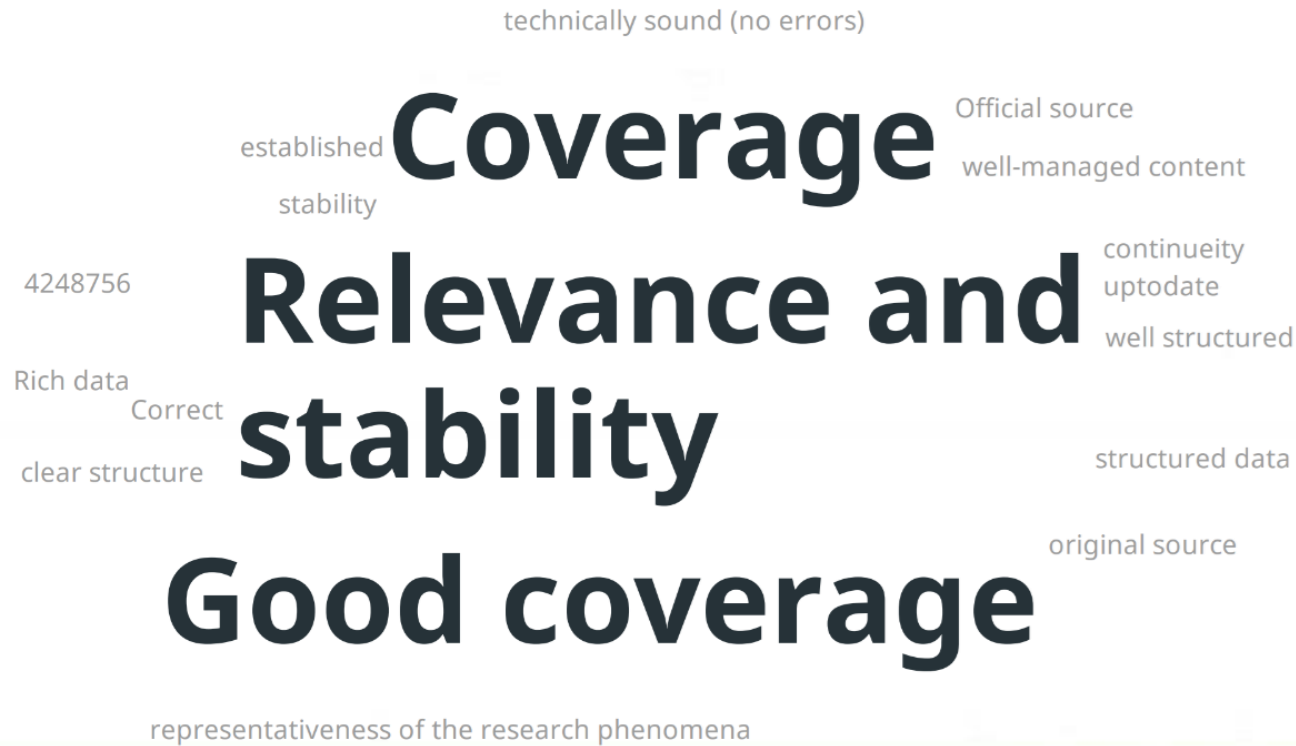 technically sound (no errors)
Coverage
Official source
established
well-managed content
stability
continueity
uptodate
4248756
Relevance and
stability
well structured
Rich data
Correct
clear structure
structured data
original source
Good coverage
representativeness of the research phenomena